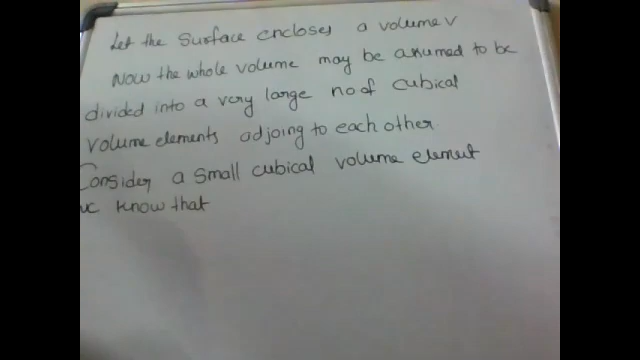 Let the Surface encloses a volume V
Now the whole volume may be assumed to be
divided into a very large no of cubical
volume elements adjoing to each other
Consider a small cubical volume element
we know that